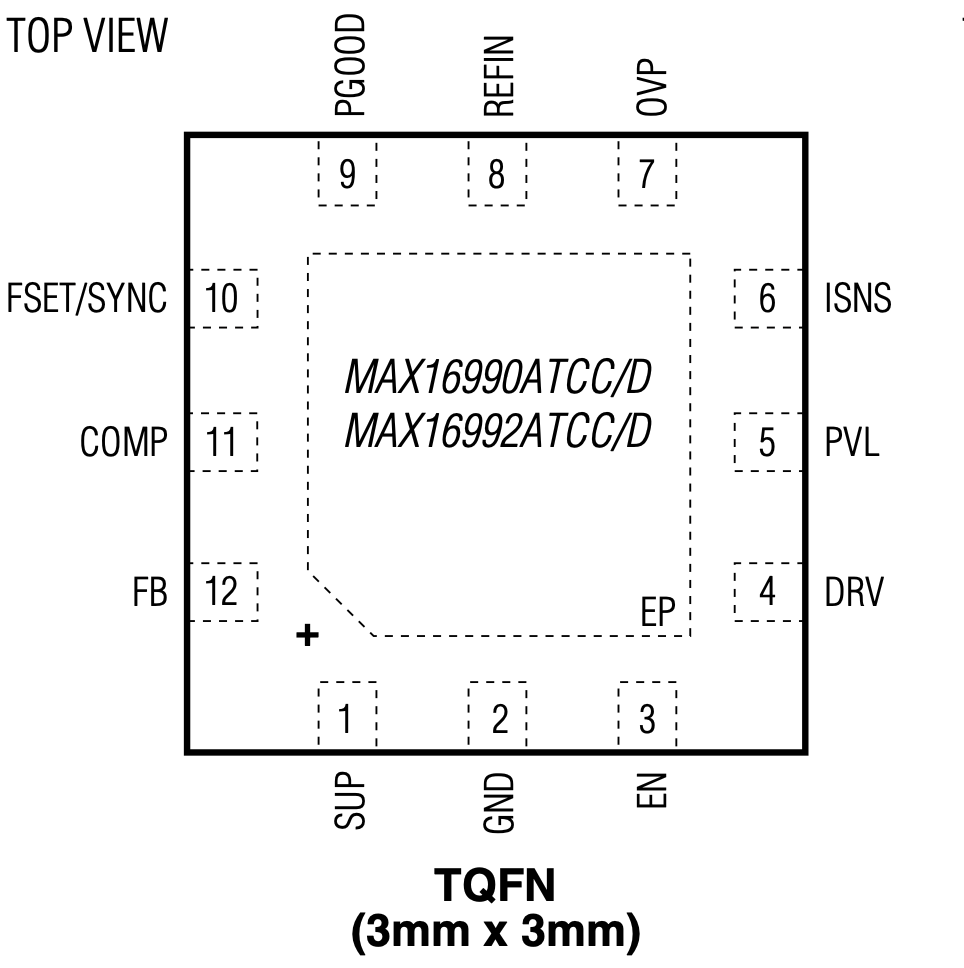 TOP VIEW
PGOOD
REFIN
OVP
9
8
7
FSET/SYNC
10
6
ISNS
MAX16990ATCC/D
MAX16992ATCC/D
COMP
11
5
PVL
FB
12
4
DRV
EP
+
1
2
3
SUP
GND
EN
TQFN
(3mm x 3mm)